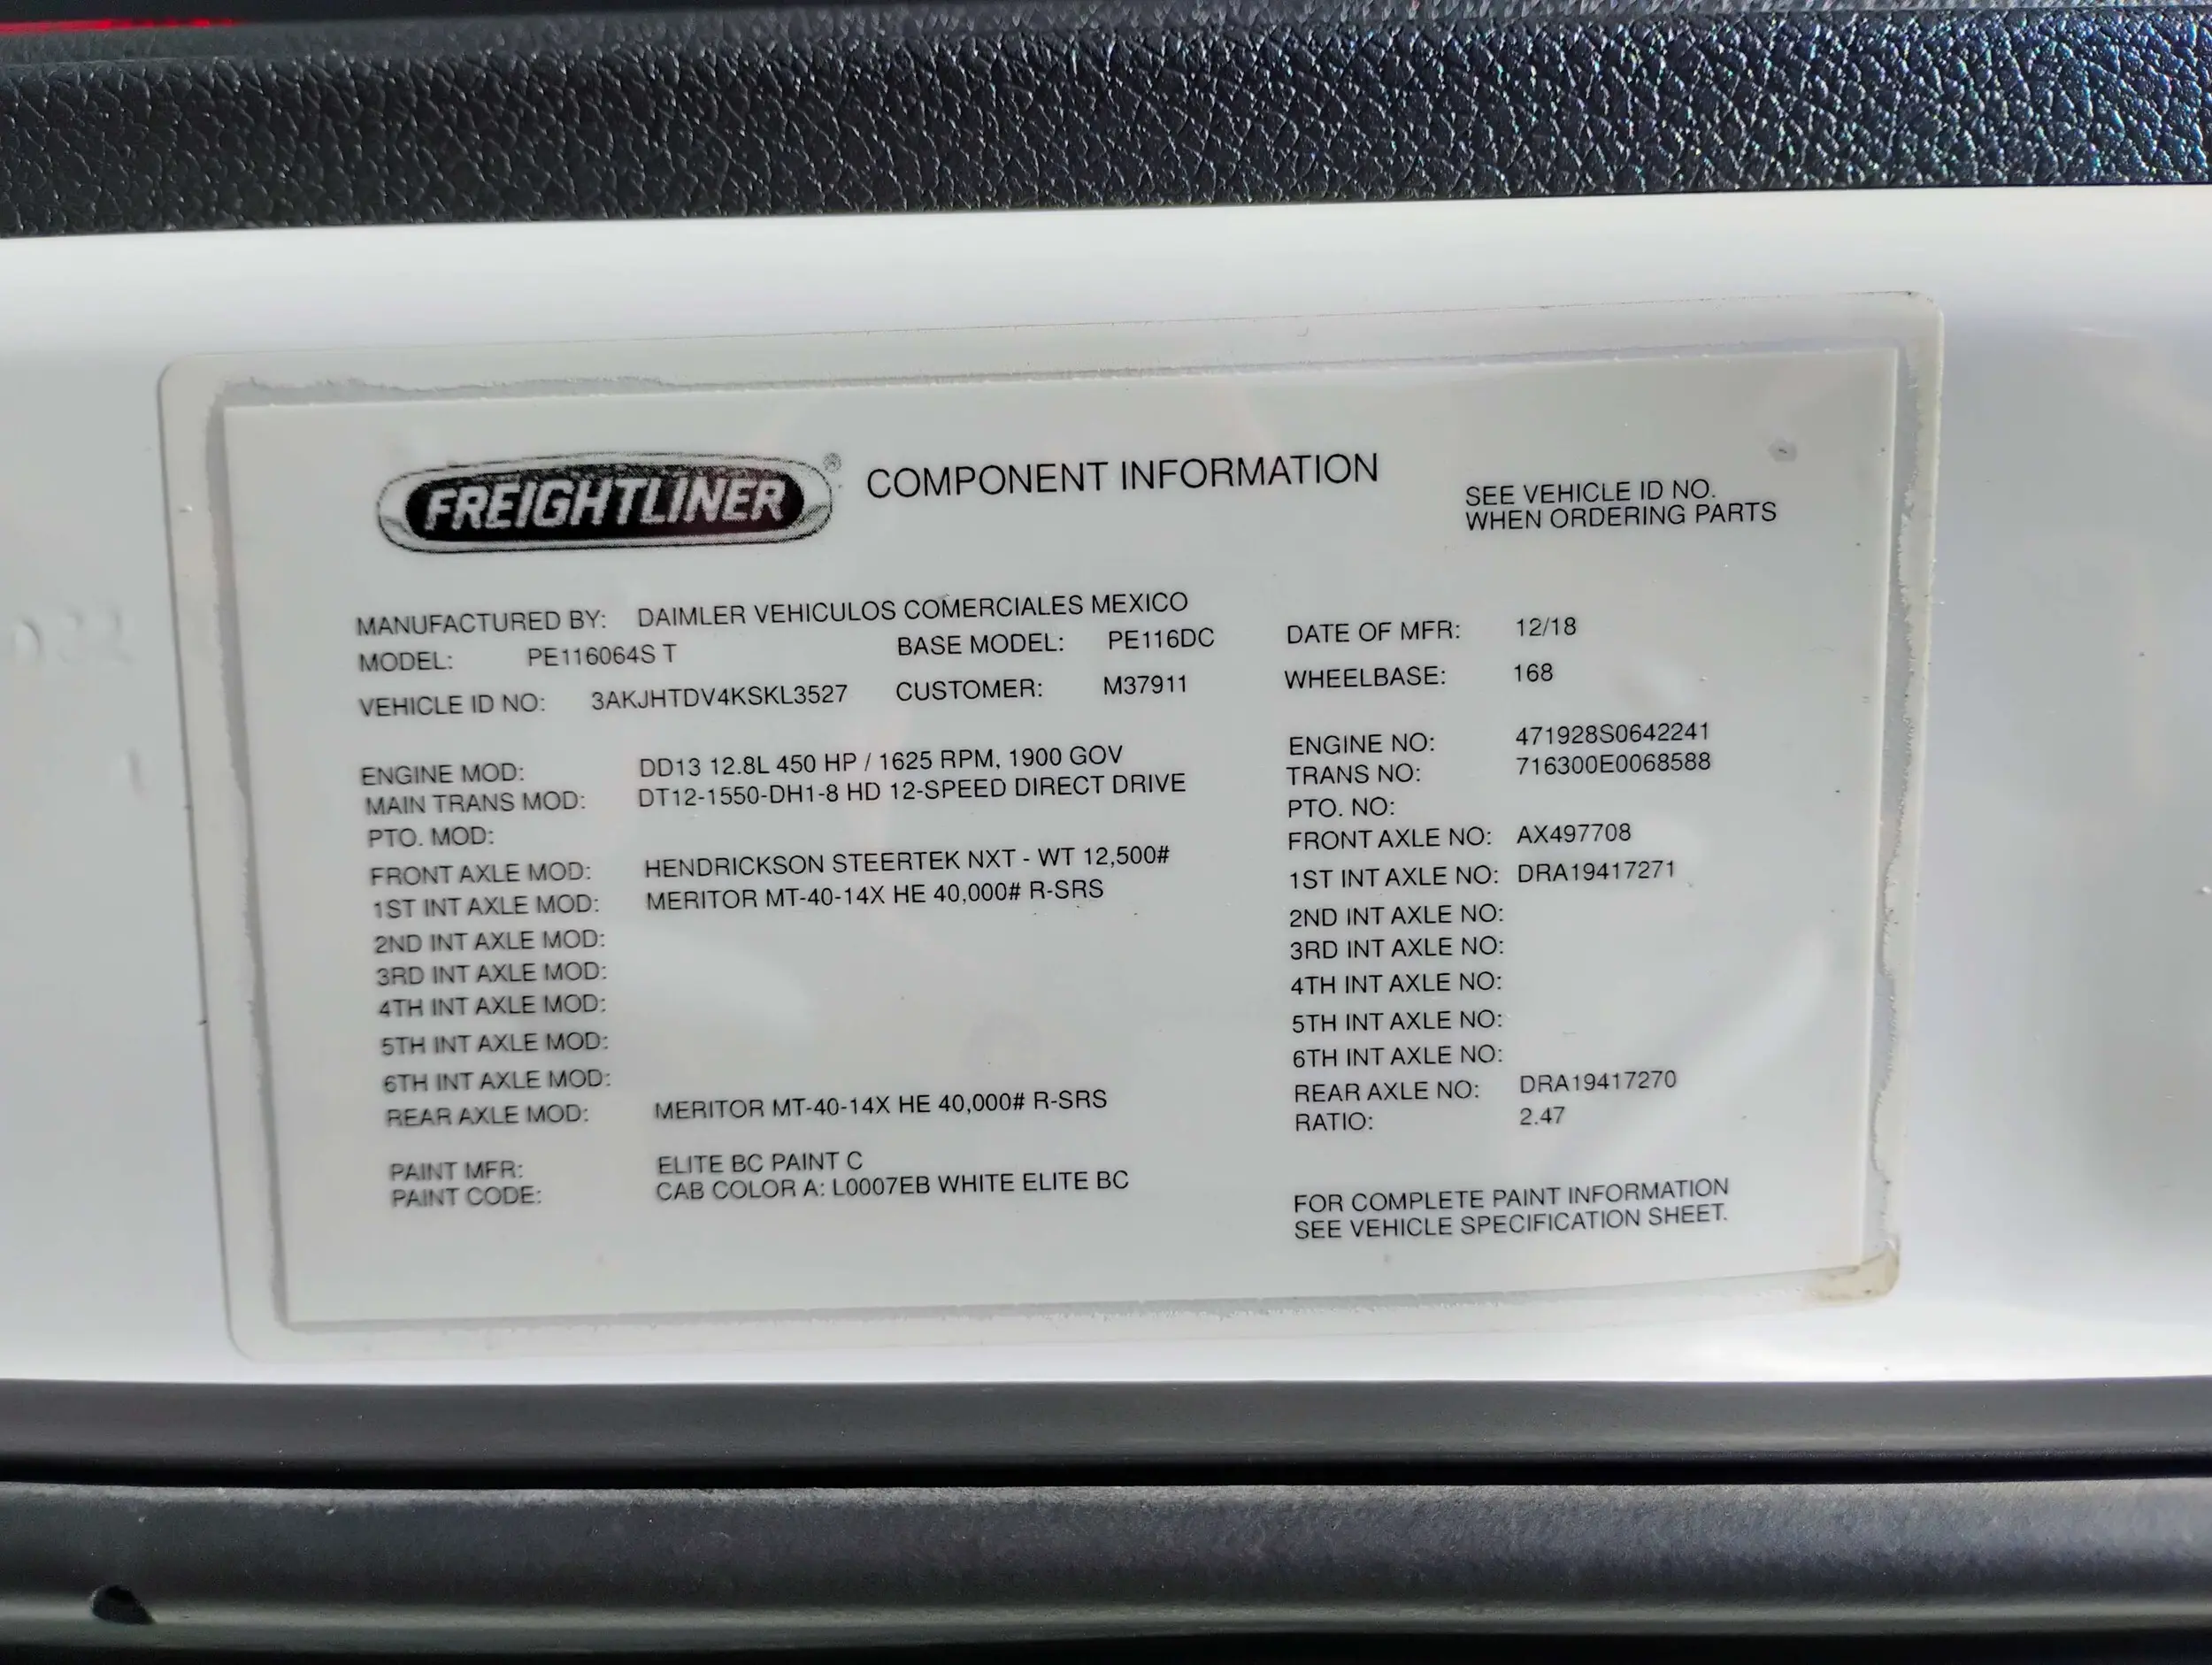 FREIGHTLINER® COMPONENT INFORMATION
SEE VEHICLE ID NO.
WHEN ORDERING PARTS
MANUFACTURED BY: DAIMLER VEHICULOS COMERCIALES MEXICO
MODEL: PE116064S T BASE MODEL: PE116DC DATE OF MFR: 12/18
VEHICLE ID NO: 3AKJHTDV4KSKL3527 CUSTOMER: M37911 WHEELBASE: 168
ENGINE MOD: DD13 12.8L 450 HP / 1625 RPM, 1900 GOV ENGINE NO: 471928S0642241
MAIN TRANS MOD: DT12-1550-DH1-8 HD 12-SPEED DIRECT DRIVE TRANS NO: 716300E0068588
PTO. MOD: PTO. NO:
FRONT AXLE MOD: HENDRICKSON STEERTEK NXT - WT 12,500# FRONT AXLE NO: AX497708
1ST INT AXLE MOD: MERITOR MT-40-14X HE 40,000# R-SRS 1ST INT AXLE NO: DRA19417271
2ND INT AXLE MOD: 2ND INT AXLE NO:
3RD INT AXLE MOD: 3RD INT AXLE NO:
4TH INT AXLE MOD: 4TH INT AXLE NO:
5TH INT AXLE MOD: 5TH INT AXLE NO:
6TH INT AXLE MOD: 6TH INT AXLE NO:
REAR AXLE MOD: MERITOR MT-40-14X HE 40,000# R-SRS REAR AXLE NO: DRA19417270
RATIO: 2.47
PAINT MFR: ELITE BC PAINT C
PAINT CODE: CAB COLOR A: L0007EB WHITE ELITE BC
FOR COMPLETE PAINT INFORMATION
SEE VEHICLE SPECIFICATION SHEET.